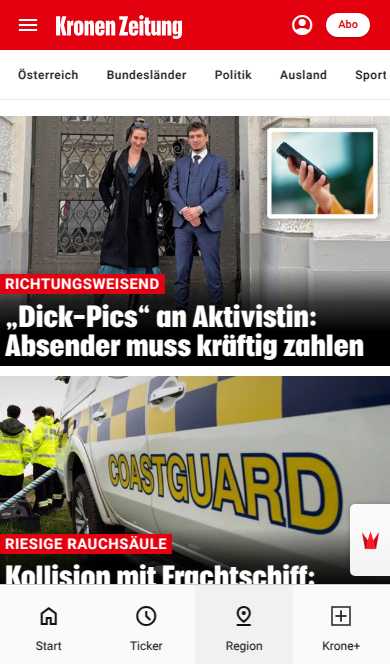 Kronen Zeitung
Abo
Österreich Bundesländer Politik Ausland Sport
RICHTUNGSWEISEND
„Dick-Pics“ an Aktivistin:
Absender muss kräftig zahlen
COASTGUARD
RIESIGE RAUCHSÄULE
Kollision mit Frachtschiff:
Start Ticker Region Krone+